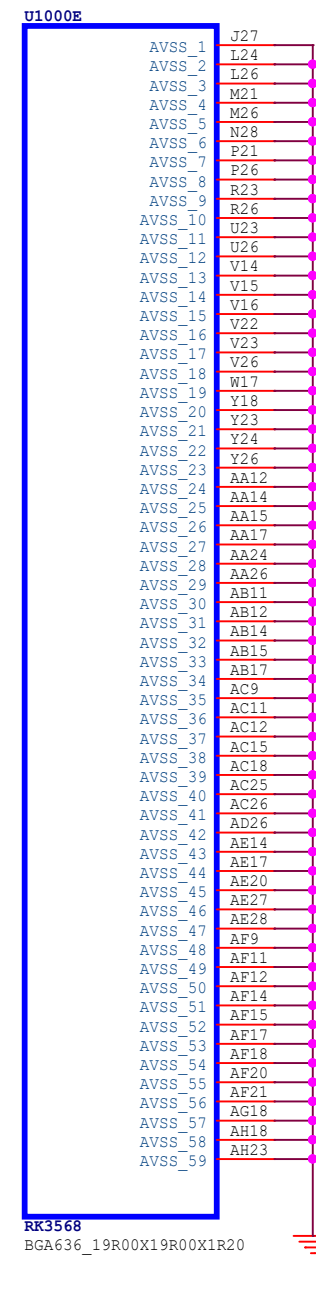 U1000E
AVSS_1 J27
AVSS_2 L24
AVSS_3 L26
AVSS_4 M21
AVSS_5 M26
AVSS_6 N28
AVSS_7 P21
AVSS_8 P26
AVSS_9 R23
AVSS_10 R26
AVSS_11 U23
AVSS_12 U26
AVSS_13 V14
AVSS_14 V15
AVSS_15 V16
AVSS_16 V22
AVSS_17 V23
AVSS_18 V26
AVSS_19 W17
AVSS_20 Y18
AVSS_21 Y23
AVSS_22 Y24
AVSS_23 Y26
AVSS_24 AA12
AVSS_25 AA14
AVSS_26 AA15
AVSS_27 AA17
AVSS_28 AA24
AVSS_29 AA26
AVSS_30 AB11
AVSS_31 AB12
AVSS_32 AB14
AVSS_33 AB15
AVSS_34 AB17
AVSS_35 AC9
AVSS_36 AC11
AVSS_37 AC12
AVSS_38 AC15
AVSS_39 AC18
AVSS_40 AC25
AVSS_41 AC26
AVSS_42 AD26
AVSS_43 AE14
AVSS_44 AE17
AVSS_45 AE20
AVSS_46 AE27
AVSS_47 AE28
AVSS_48 AF9
AVSS_49 AF11
AVSS_50 AF12
AVSS_51 AF14
AVSS_52 AF15
AVSS_53 AF17
AVSS_54 AF18
AVSS_55 AF20
AVSS_56 AF21
AVSS_57 AG18
AVSS_58 AH18
AVSS_59 AH23
RK3568
BGA636_19R00X19R00X1R20